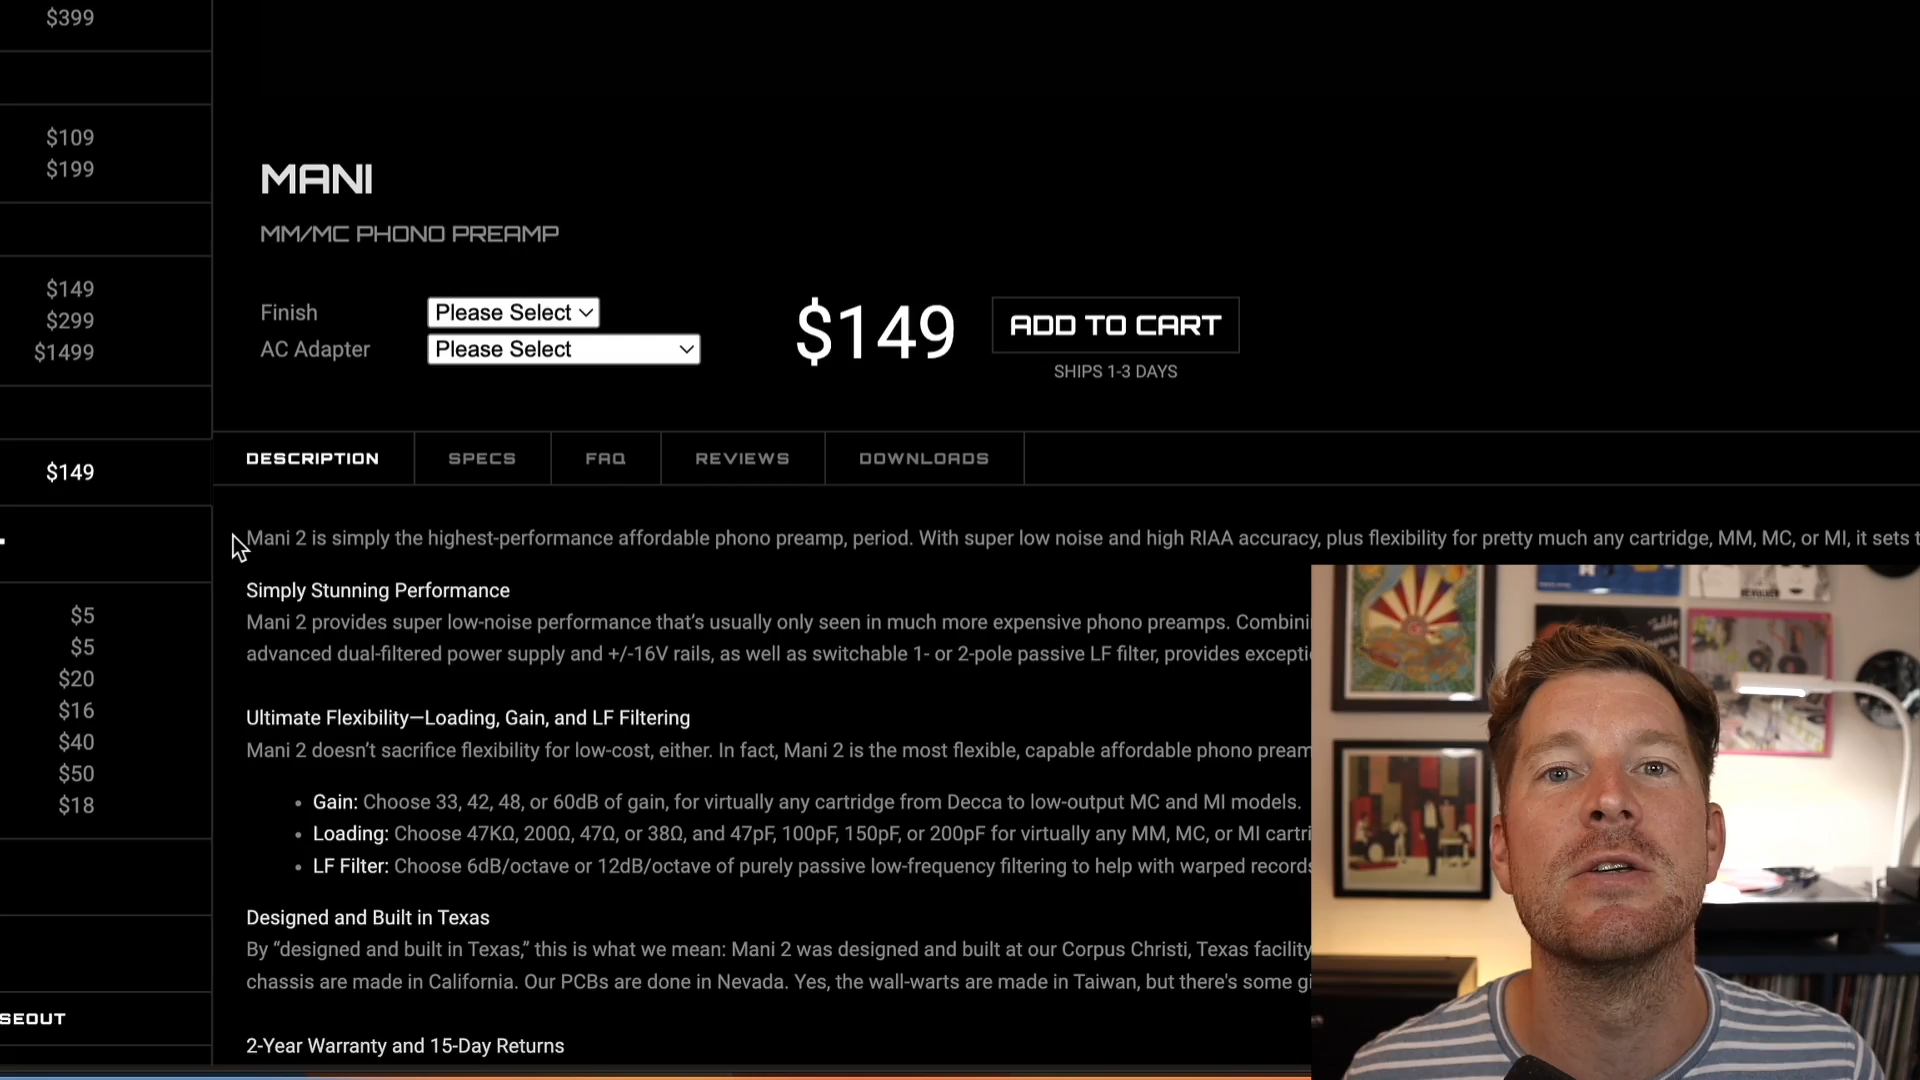 $399
$109
$199
$149
$299
$1499
$149
$5
$5
$20
$16
$40
$50
$18
SEOUT
MANI
MM/MC PHONO PREAMP
Finish
Please Select
AC Adapter
Please Select
$149
ADD TO CART
SHIPS 1-3 DAYS
DESCRIPTION
SPECS
FAQ
REVIEWS
DOWNLOADS
Mani 2 is simply the highest-performance affordable phono preamp, period. With super low noise and high RIAA accuracy, plus flexibility for pretty much any cartridge, MM, MC, or MI, it sets t
Simply Stunning Performance
Mani 2 provides super low-noise performance that's usually only seen in much more expensive phono preamps. Combini
advanced dual-filtered power supply and +/-16V rails, as well as switchable 1- or 2-pole passive LF filter, provides excepti
Ultimate Flexibility—Loading, Gain, and LF Filtering
Mani 2 doesn't sacrifice flexibility for low-cost, either. In fact, Mani 2 is the most flexible, capable affordable phono pream
• Gain: Choose 33, 42, 48, or 60dB of gain, for virtually any cartridge from Decca to low-output MC and MI models.
• Loading: Choose 47KΩ, 200Ω, 47Ω, or 38Ω, and 47pF, 100pF, 150pF, or 200pF for virtually any MM, MC, or MI cartri
• LF Filter: Choose 6dB/octave or 12dB/octave of purely passive low-frequency filtering to help with warped records
Designed and Built in Texas
By “designed and built in Texas,” this is what we mean: Mani 2 was designed and built at our Corpus Christi, Texas facility
chassis are made in California. Our PCBs are done in Nevada. Yes, the wall-warts are made in Taiwan, but there's some gi
2-Year Warranty and 15-Day Returns